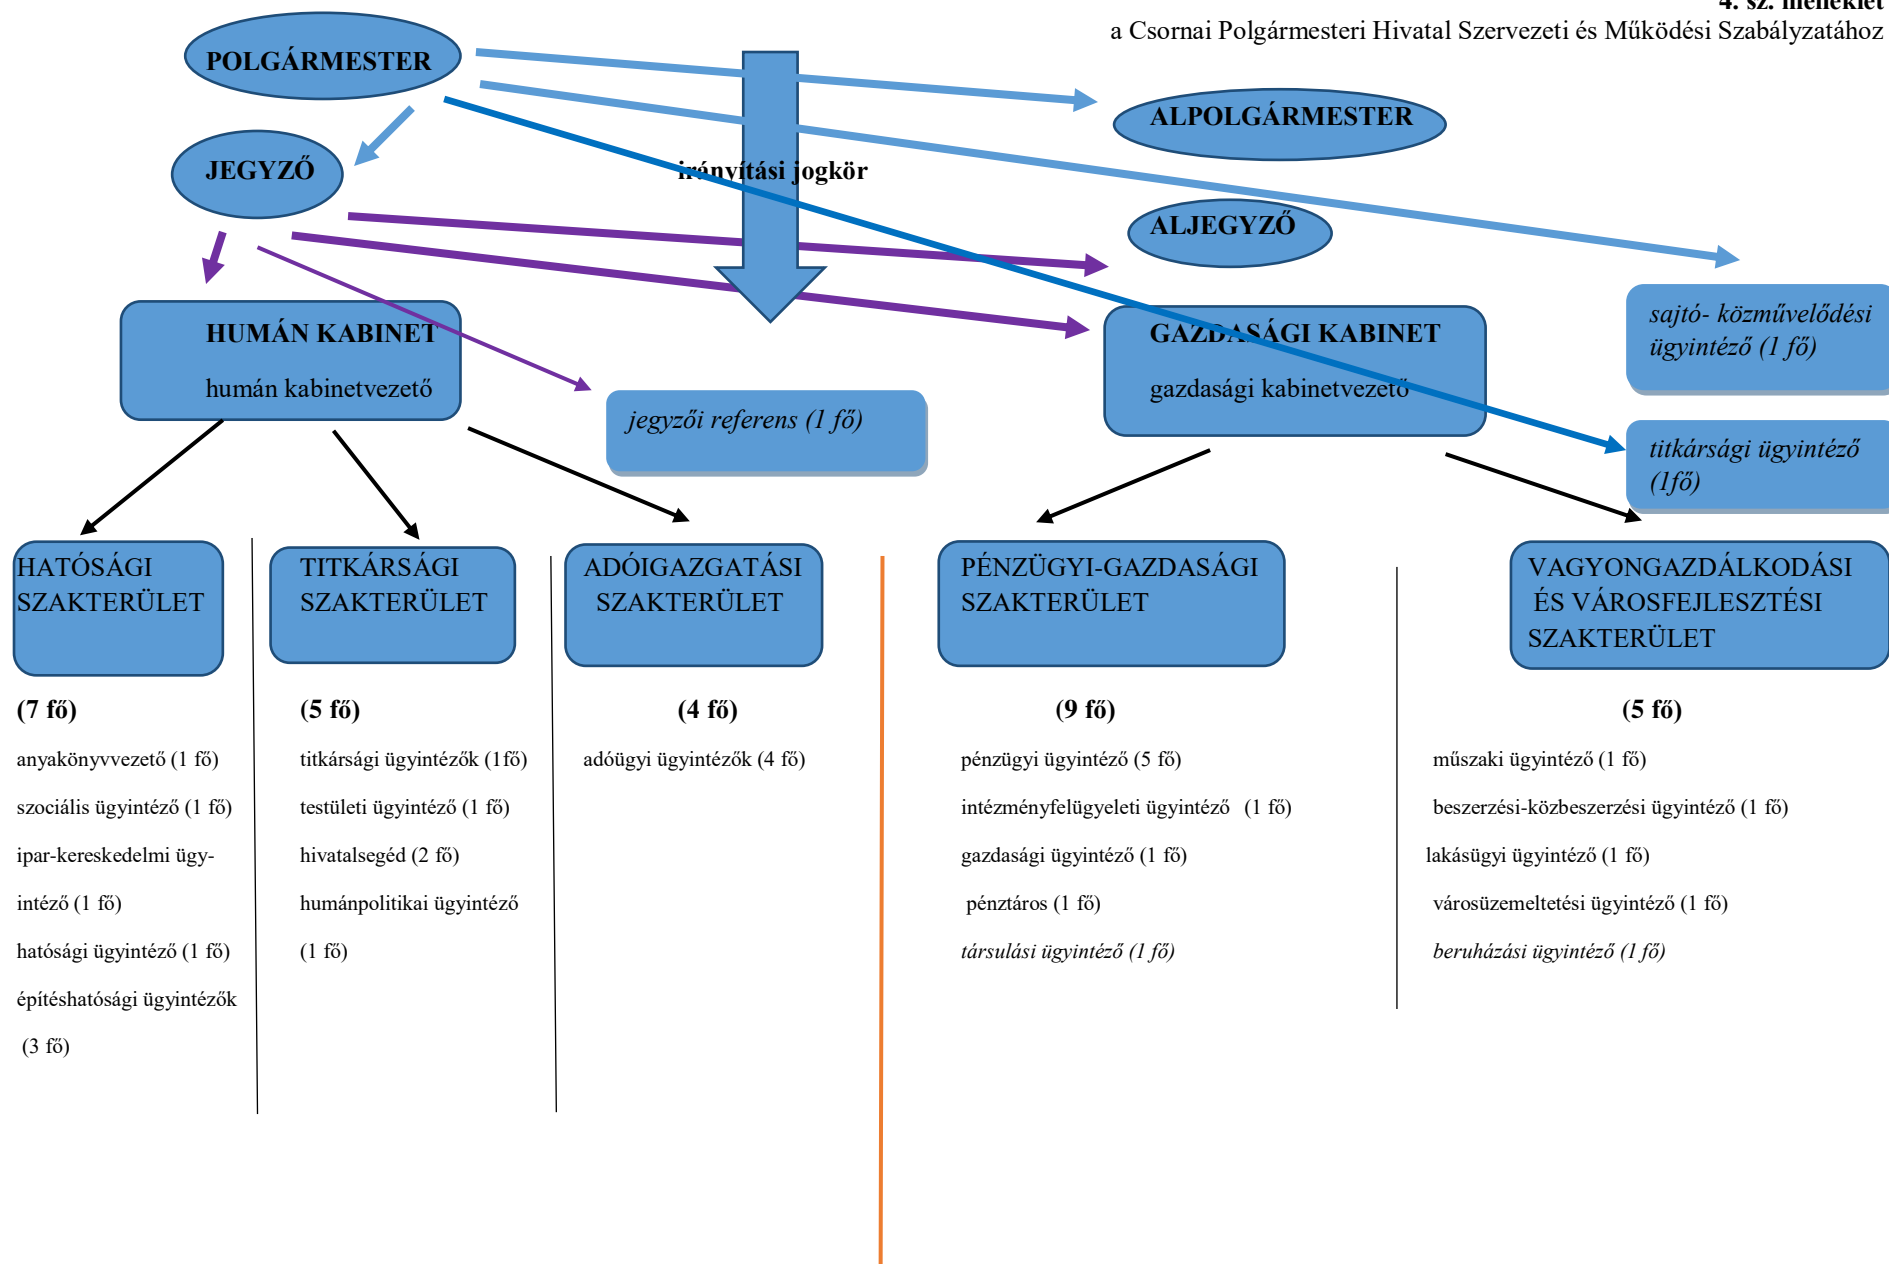 4. sz. melléklet
a Csornai Polgármesteri Hivatal Szervezeti és Működési Szabályzatához
POLGÁRMESTER
ALPOLGÁRMESTER
JEGYZŐ
irányítási jogkör
ALJEGYZŐ
HUMÁN KABINET
humán kabinetvezető
jegyzői referens (1 fő)
GAZDASÁGI KABINET
gazdasági kabinetvezető
sajtó- közművelődési
ügyintéző (1 fő)
titkársági ügyintéző
(1fő)
HATÓSÁGI
SZAKTERÜLET
(7 fő)
anyakönyvvezető (1 fő)
szociális ügyintéző (1 fő)
ipar-kereskedelmi ügy-
intéző (1 fő)
hatósági ügyintéző (1 fő)
építéshatósági ügyintézők
(3 fő)
TITKÁRSÁGI
SZAKTERÜLET
(5 fő)
titkársági ügyintézők (1fő)
testületi ügyintéző (1 fő)
hivatalsegéd (2 fő)
humánpolitikai ügyintéző
(1 fő)
ADÓIGAZGATÁSI
SZAKTERÜLET
(4 fő)
adóügyi ügyintézők (4 fő)
PÉNZÜGYI-GAZDASÁGI
SZAKTERÜLET
(9 fő)
pénzügyi ügyintéző (5 fő)
intézményfelügyeleti ügyintéző (1 fő)
gazdasági ügyintéző (1 fő)
pénztáros (1 fő)
társulási ügyintéző (1 fő)
VAGYONGAZDÁLKODÁSI
ÉS VÁROSFEJLESZTÉSI
SZAKTERÜLET
(5 fő)
műszaki ügyintéző (1 fő)
beszerzési-közbeszerzési ügyintéző (1 fő)
lakásügyi ügyintéző (1 fő)
városüzemeltetési ügyintéző (1 fő)
beruházási ügyintéző (1 fő)